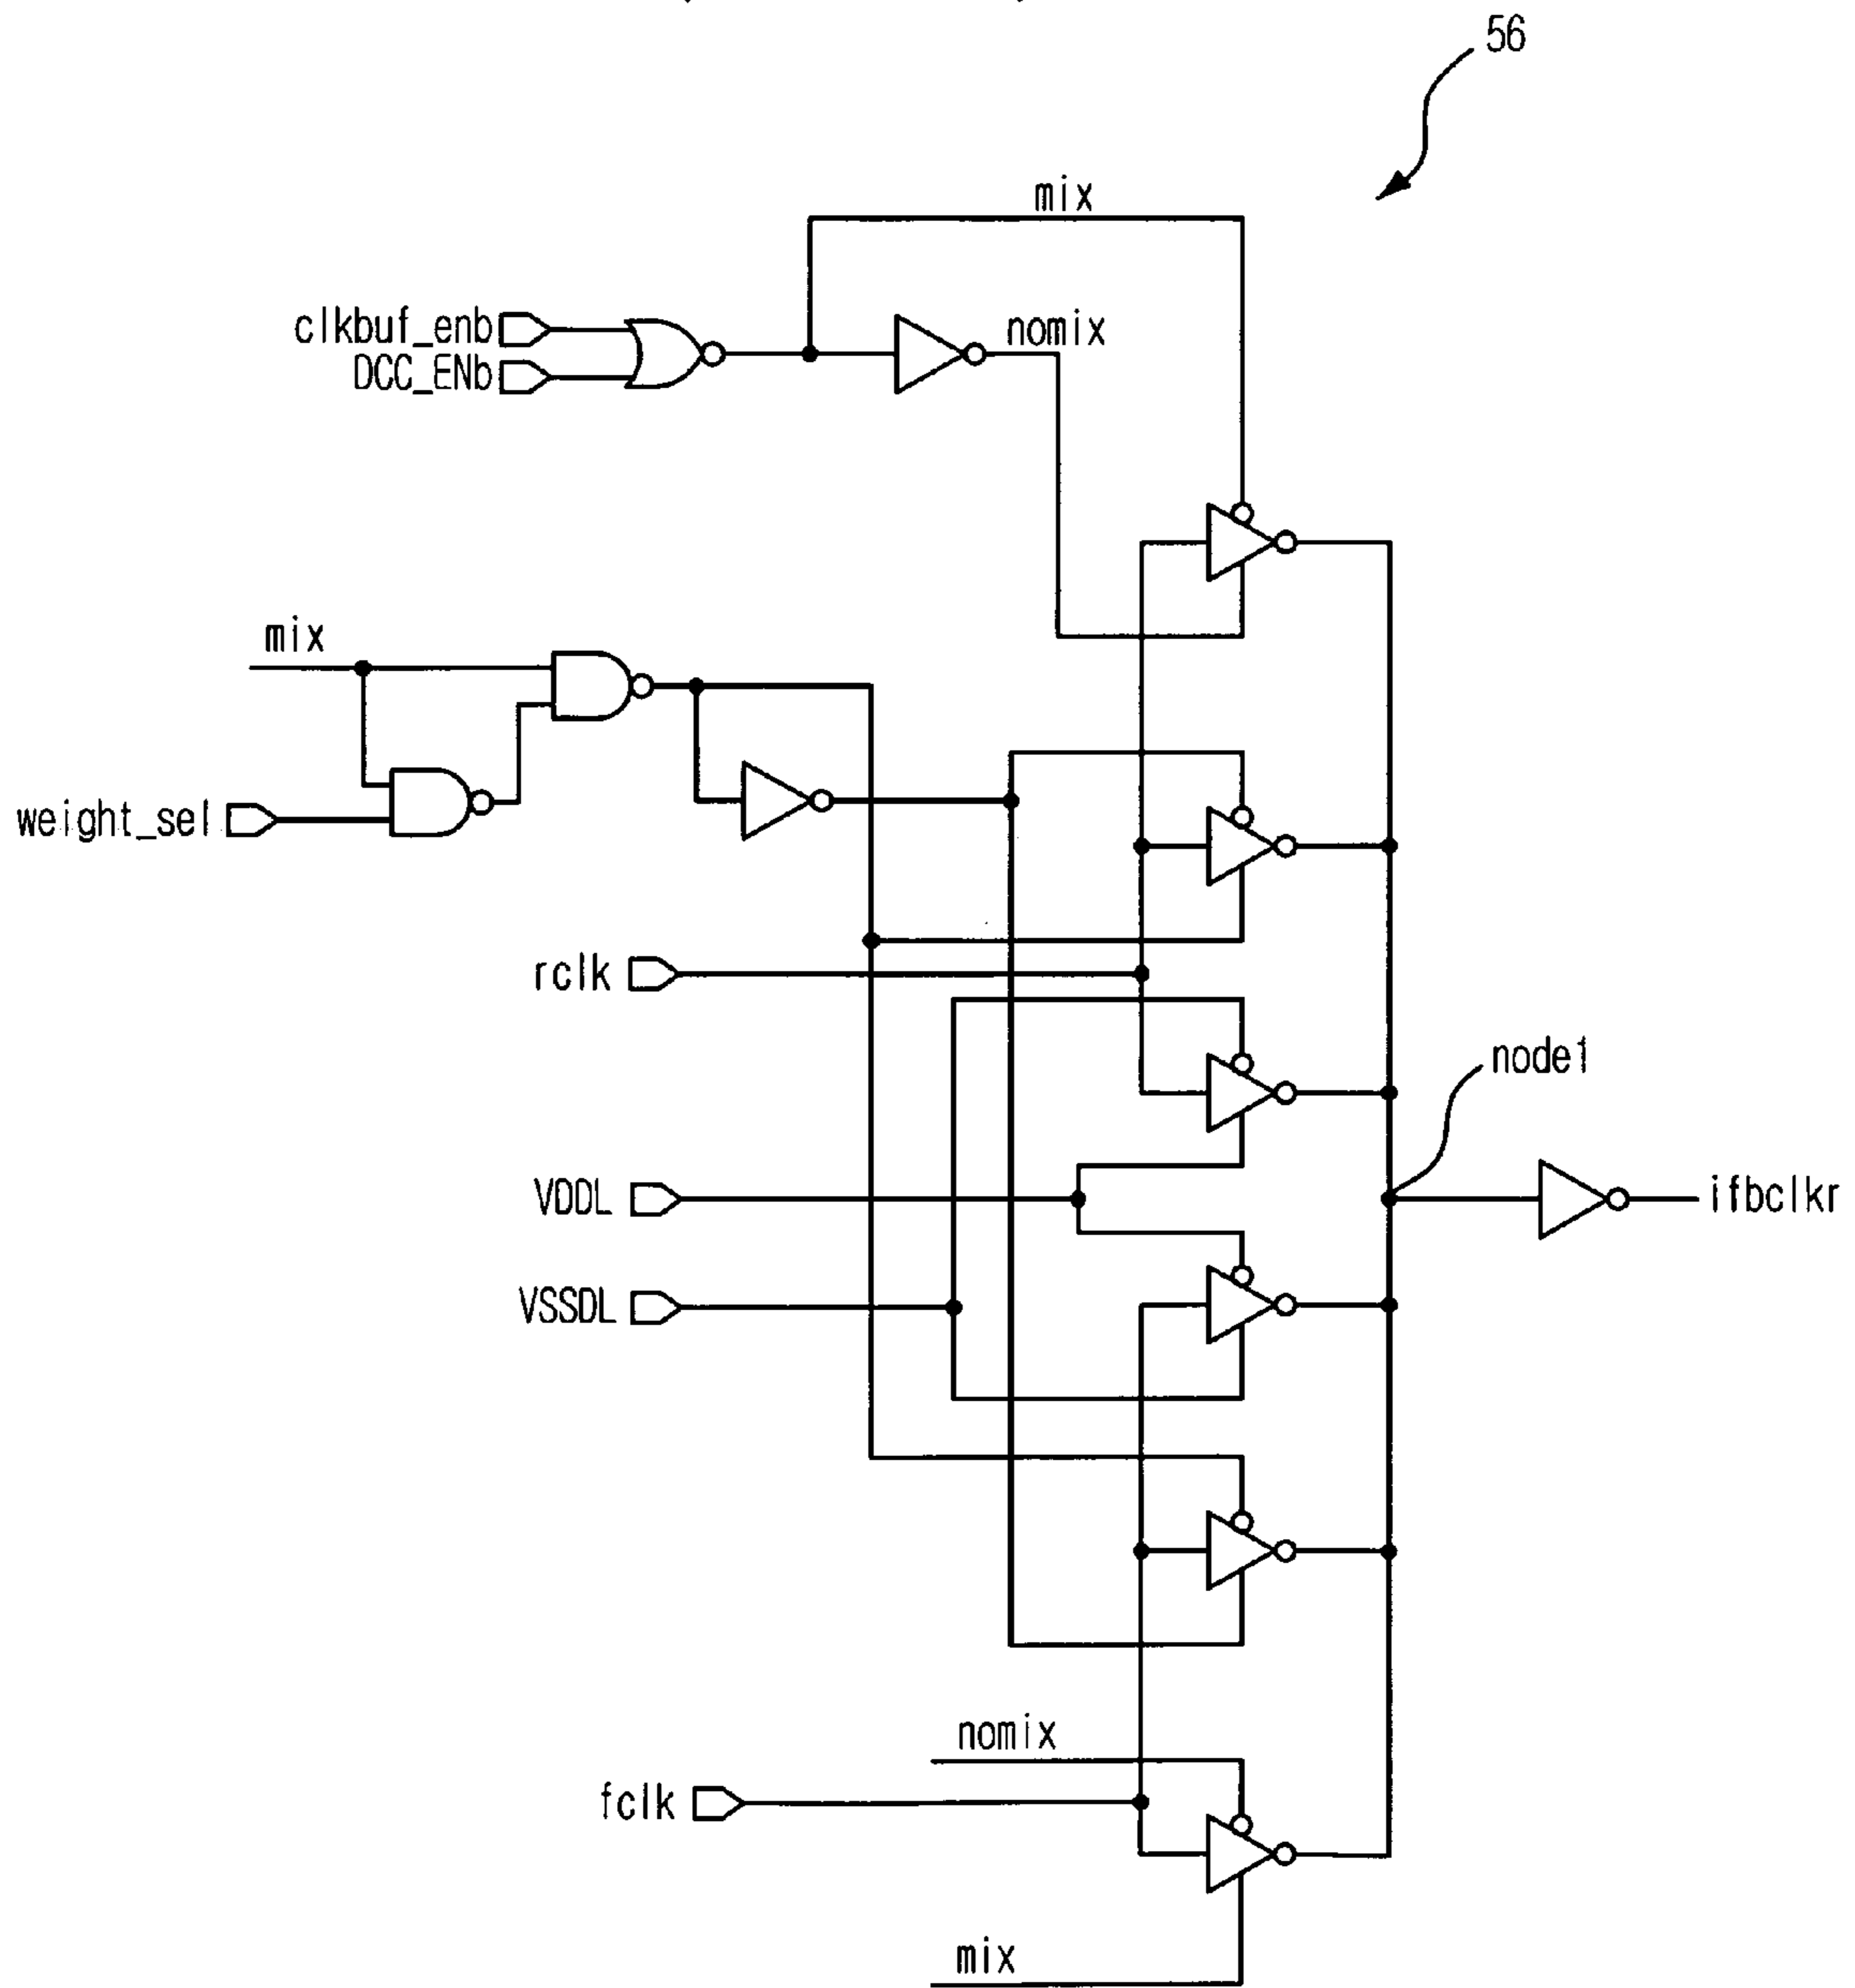 56
mix
clkbuf_enb
nomix
DCC_ENb
mix
weight_sel
rclk
node1
VDDL
ifbclkr
VSSDL
nomix
fclk
mix